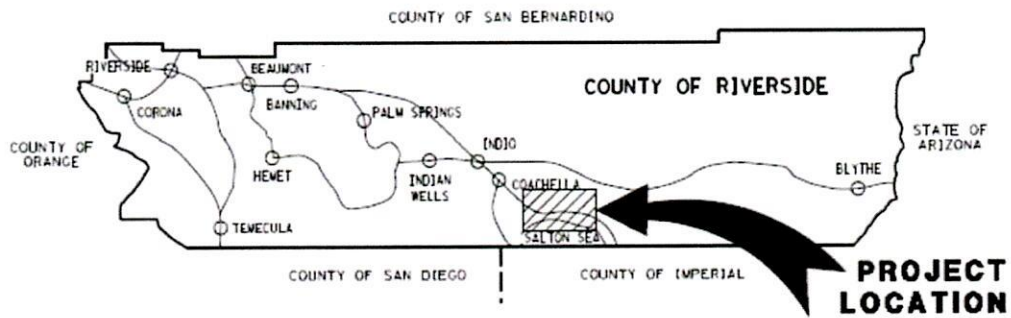 COUNTY OF SAN BERNARDINO
RIVERSIDE
BEAUMONT
COUNTY OF RIVERSIDE
CORONA
BANNING
PALM SPRINGS
STATE OF
ARIZONA
COUNTY OF
ORANGE
INDIO
HEMET
INDIAN
WELLS
COACHELLA
BLYTHE
TEMECULA
SALTON SEA
COUNTY OF SAN DIEGO
COUNTY OF IMPERIAL
PROJECT
LOCATION